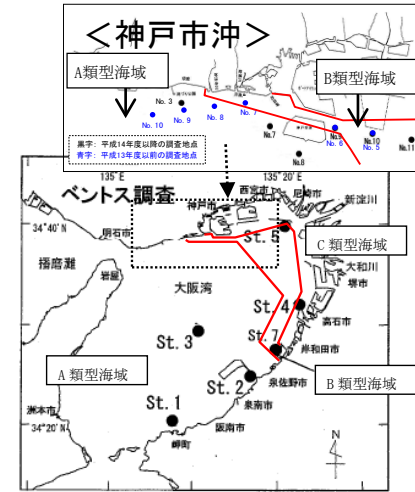 ＜神戸市沖＞
A類型海域
B類型海域
No. 3
No. 10
No. 9
No. 8
No. 7
No.7
No.8
No.9
No. 6
No.10
No. 5
No.11
黒字：平成14年度以降の調査地点
青字：平成13年度以前の調査地点
135°E
135°20'E
ベントス調査
神戸市
西宮市
尼崎市
新淀川
34°40'N
明石市
St. 5
C 類型海域
大和川
堺市
播磨灘
岩屋
大阪湾
St. 4
高石市
St. 3
St. 7
岸和田市
A 類型海域
St. 2
泉佐野市
B 類型海域
泉南市
洲本市
St. 1
阪南市
34°20'N
岬町
N